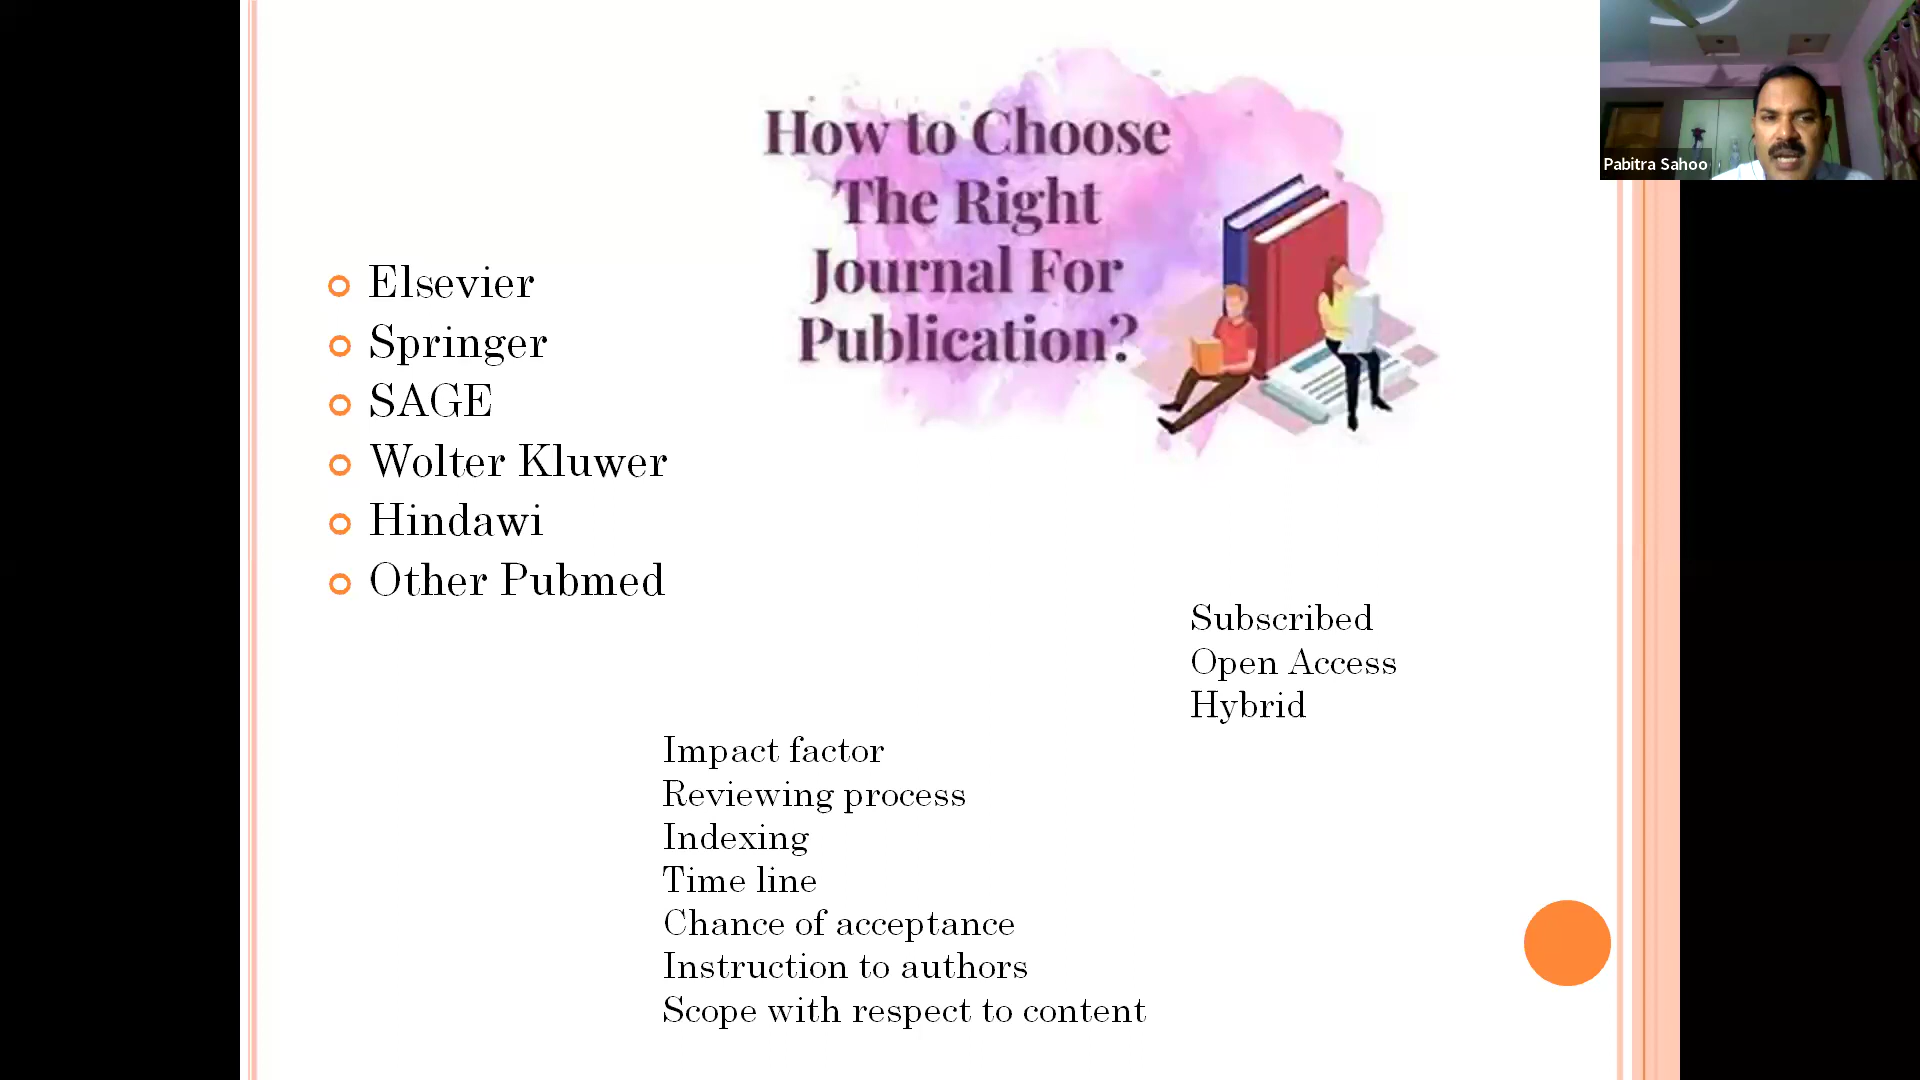 How to Choose
The Right
Journal For
Publication?
Pabitra Sahoo
Elsevier
Springer
SAGE
Wolter Kluwer
Hindawi
Other Pubmed
Subscribed
Open Access
Hybrid
Impact factor
Reviewing process
Indexing
Time line
Chance of acceptance
Instruction to authors
Scope with respect to content